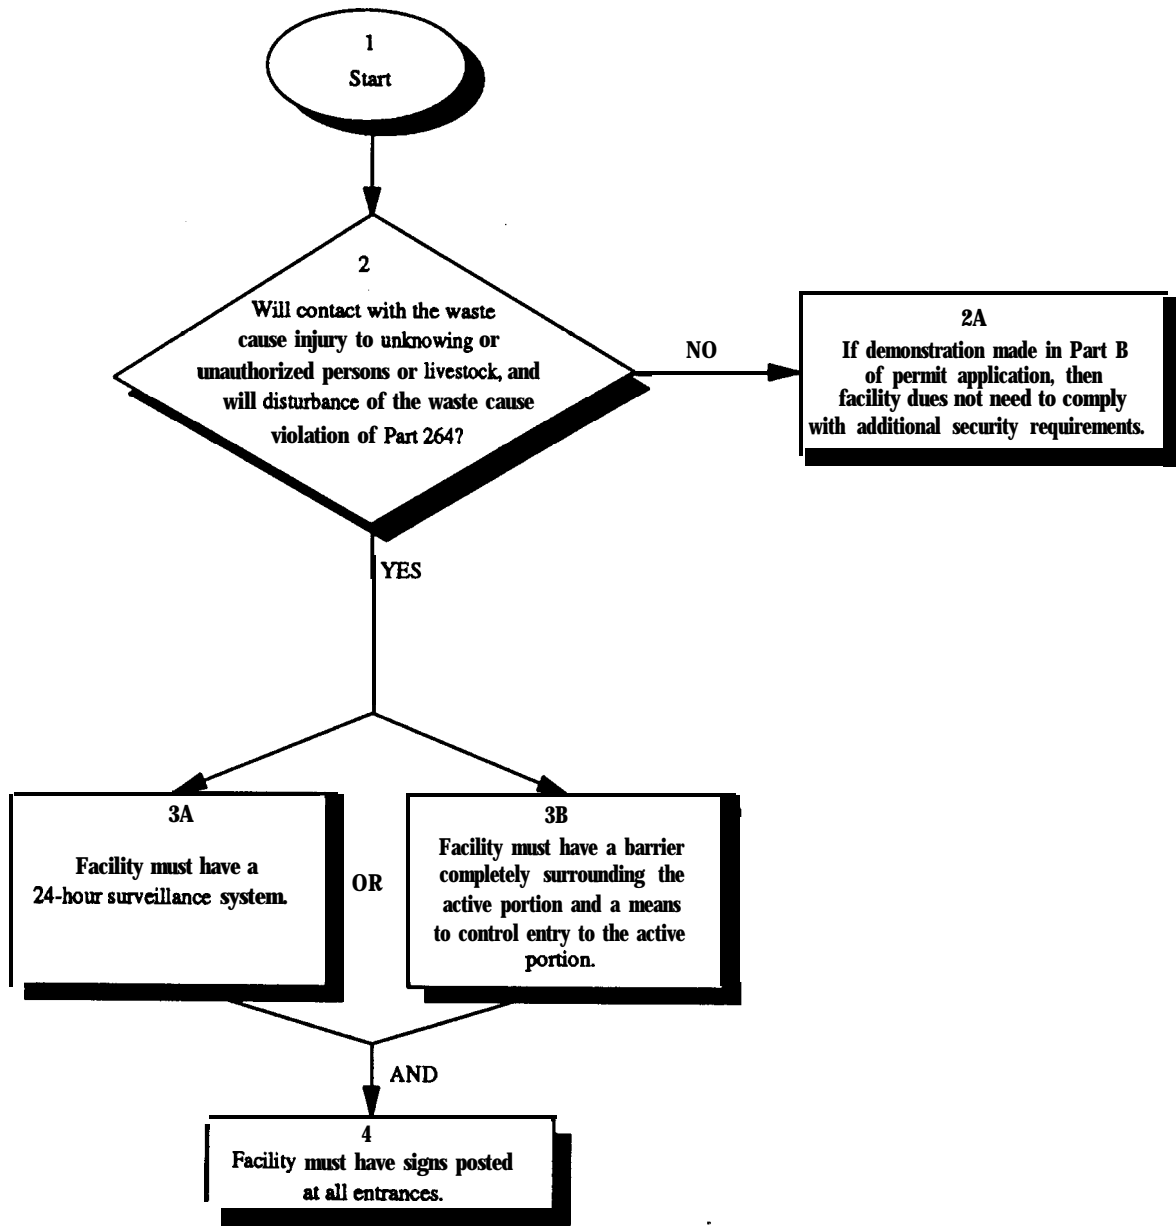 1
Start
2
Will contact with the waste
cause injury to unknowing or
unauthorized persons or livestock, and
will disturbance of the waste cause
violation of Part 264?
NO
2A
If demonstration made in Part B
of permit application, then
facility dues not need to comply
with additional security requirements.
YES
3A
Facility must have a
24-hour surveillance system.
OR
3B
Facility must have a barrier
completely surrounding the
active portion and a means
to control entry to the active
portion.
AND
4
Facility must have signs posted
at all entrances.